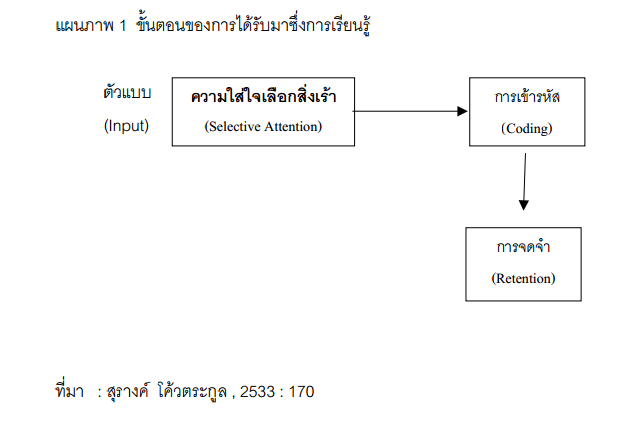 แผนภาพ 1 ขั้นตอนของการได้รับมาซึ่งการเรียนรู้
ตัวแบบ
(Input)
ความใส่ใจเลือกสิ่งเร้า
(Selective Attention)
การเข้ารหัส
(Coding)
การจดจำ
(Retention)
ที่มา : สุรางค์ โค้วตระกูล , 2533 : 170